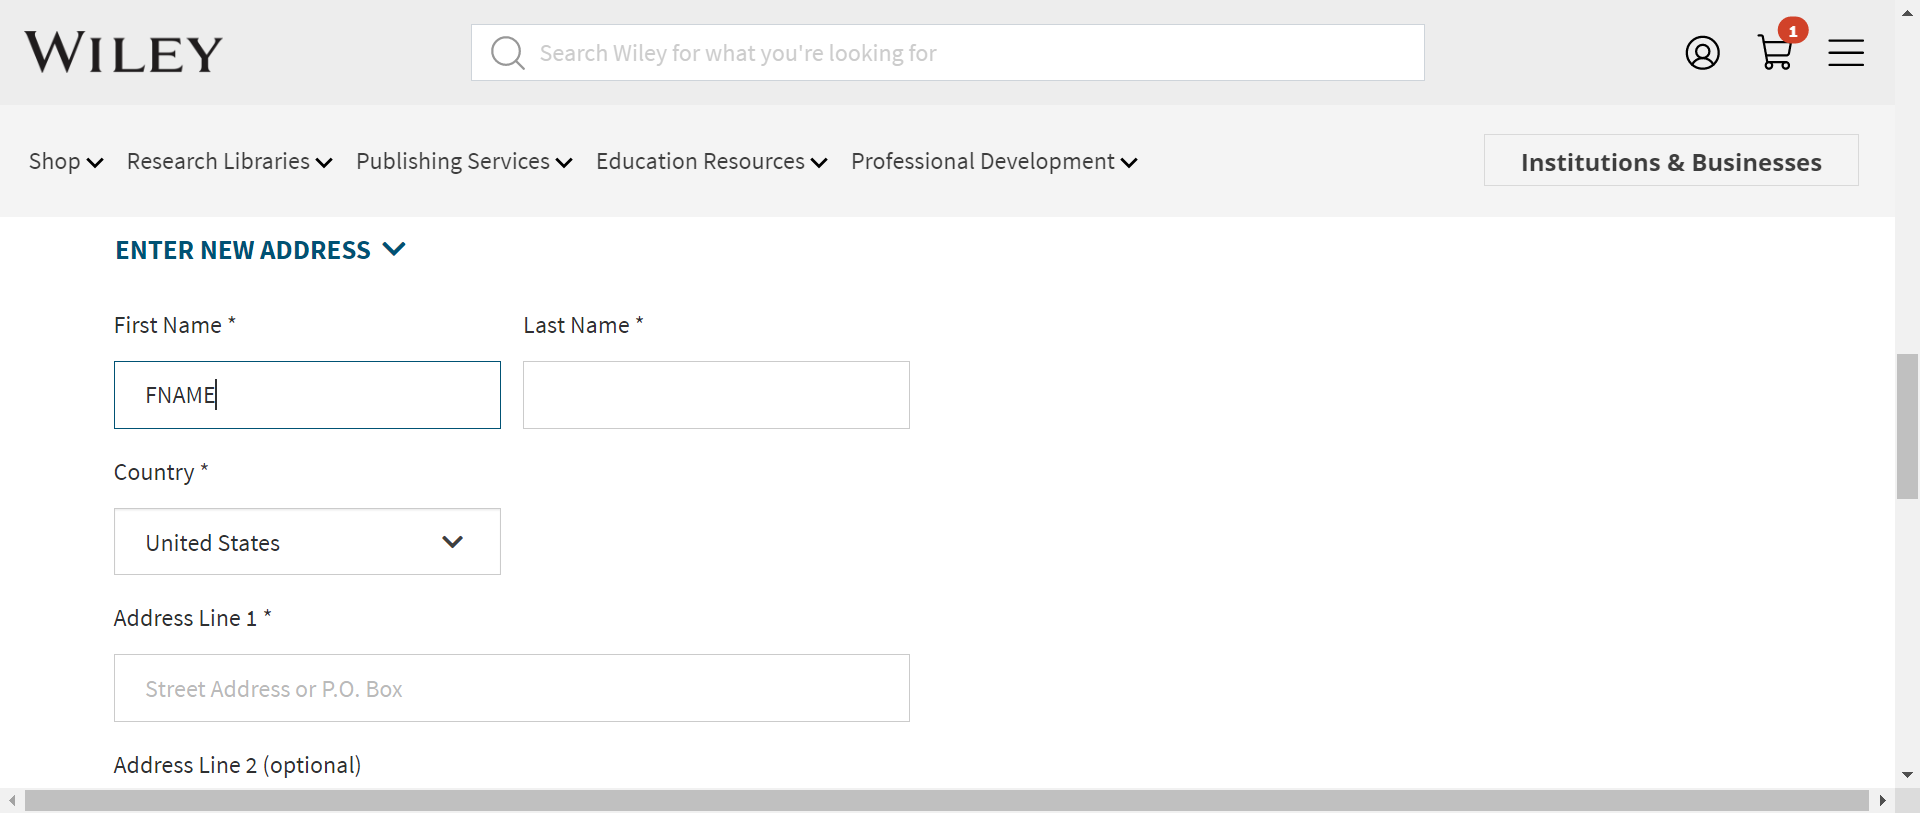 WILEY
Search Wiley for what you're looking for
1
Shop Research Libraries Publishing Services Education Resources Professional Development
Institutions & Businesses
ENTER NEW ADDRESS
First Name * Last Name *
FNAME
Country *
United States
Address Line 1 *
Street Address or P.O. Box
Address Line 2 (optional)